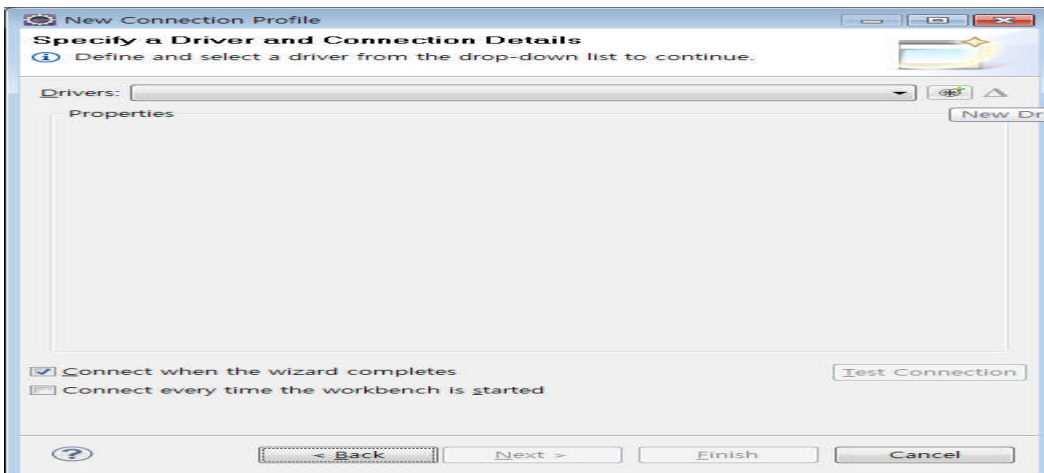 New Connection Profile
Specify a Driver and Connection Details
Define and select a driver from the drop-down list to continue.
Drivers:
Properties
New Dr
Connect when the wizard completes
Test Connection
Connect every time the workbench is started
?
< Back
Next >
Finish
Cancel